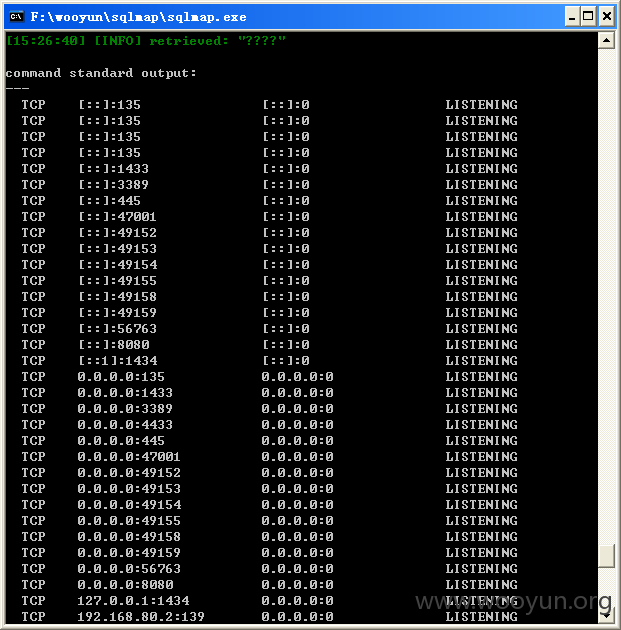 F:\wooyun\sqlmap\sqlmap.exe
[15:26:40] [INFO] retrieved: "????"
command standard output:
---
TCP [::]:135 [::]:0 LISTENING
TCP [::]:135 [::]:0 LISTENING
TCP [::]:135 [::]:0 LISTENING
TCP [::]:135 [::]:0 LISTENING
TCP [::]:1433 [::]:0 LISTENING
TCP [::]:3389 [::]:0 LISTENING
TCP [::]:445 [::]:0 LISTENING
TCP [::]:47001 [::]:0 LISTENING
TCP [::]:49152 [::]:0 LISTENING
TCP [::]:49153 [::]:0 LISTENING
TCP [::]:49154 [::]:0 LISTENING
TCP [::]:49155 [::]:0 LISTENING
TCP [::]:49158 [::]:0 LISTENING
TCP [::]:49159 [::]:0 LISTENING
TCP [::]:56763 [::]:0 LISTENING
TCP [::]:8080 [::]:0 LISTENING
TCP [::1]:1434 [::]:0 LISTENING
TCP 0.0.0.0:135 0.0.0.0:0 LISTENING
TCP 0.0.0.0:1433 0.0.0.0:0 LISTENING
TCP 0.0.0.0:3389 0.0.0.0:0 LISTENING
TCP 0.0.0.0:4433 0.0.0.0:0 LISTENING
TCP 0.0.0.0:445 0.0.0.0:0 LISTENING
TCP 0.0.0.0:47001 0.0.0.0:0 LISTENING
TCP 0.0.0.0:49152 0.0.0.0:0 LISTENING
TCP 0.0.0.0:49153 0.0.0.0:0 LISTENING
TCP 0.0.0.0:49154 0.0.0.0:0 LISTENING
TCP 0.0.0.0:49155 0.0.0.0:0 LISTENING
TCP 0.0.0.0:49158 0.0.0.0:0 LISTENING
TCP 0.0.0.0:49159 0.0.0.0:0 LISTENING
TCP 0.0.0.0:56763 0.0.0.0:0 LISTENING
TCP 0.0.0.0:8080 0.0.0.0:0 LISTENING
TCP 127.0.0.1:1434 0.0.0.0:0 LISTENING
TCP 192.168.80.2:139 0.0.0.0:0 LISTENING
www.wooyun.org